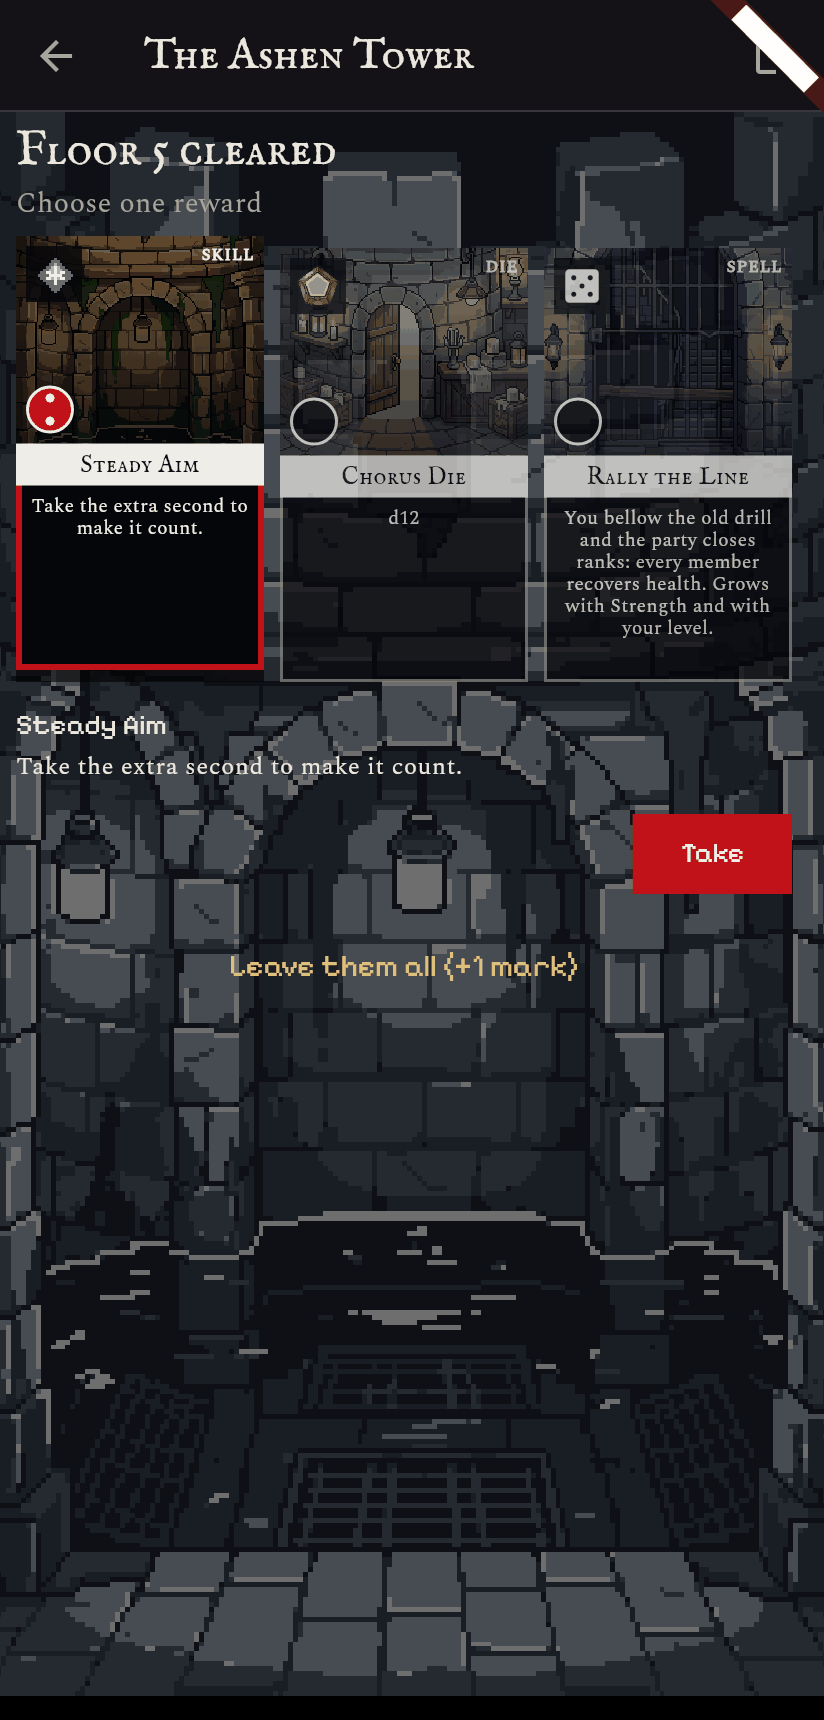 The Ashen Tower
Floor 5 cleared
Choose one reward
SKILL
Steady Aim
Take the extra second to
make it count.
DIE
Chorus Die
d12
SPELL
Rally the Line
You bellow the old drill
and the party closes
ranks: every member
recovers health. Grows
with Strength and with
your level.
Steady Aim
Take the extra second to make it count.
Take
Leave them all (+1 mark)